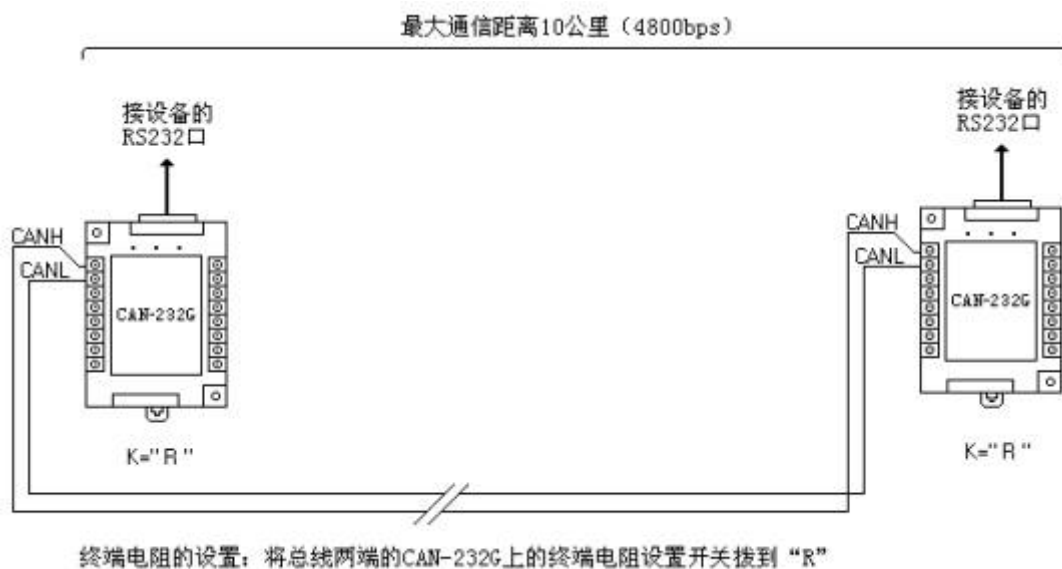 最大通信距离10公里（4800bps）
接设备的
RS232口
接设备的
RS232口
CANH
CANL
CAN-232G
CANH
CANL
CAN-232G
K="R"
K="R"
终端电阻的设置：将总线两端的CAN-232G上的终端电阻设置开关拨到“R”